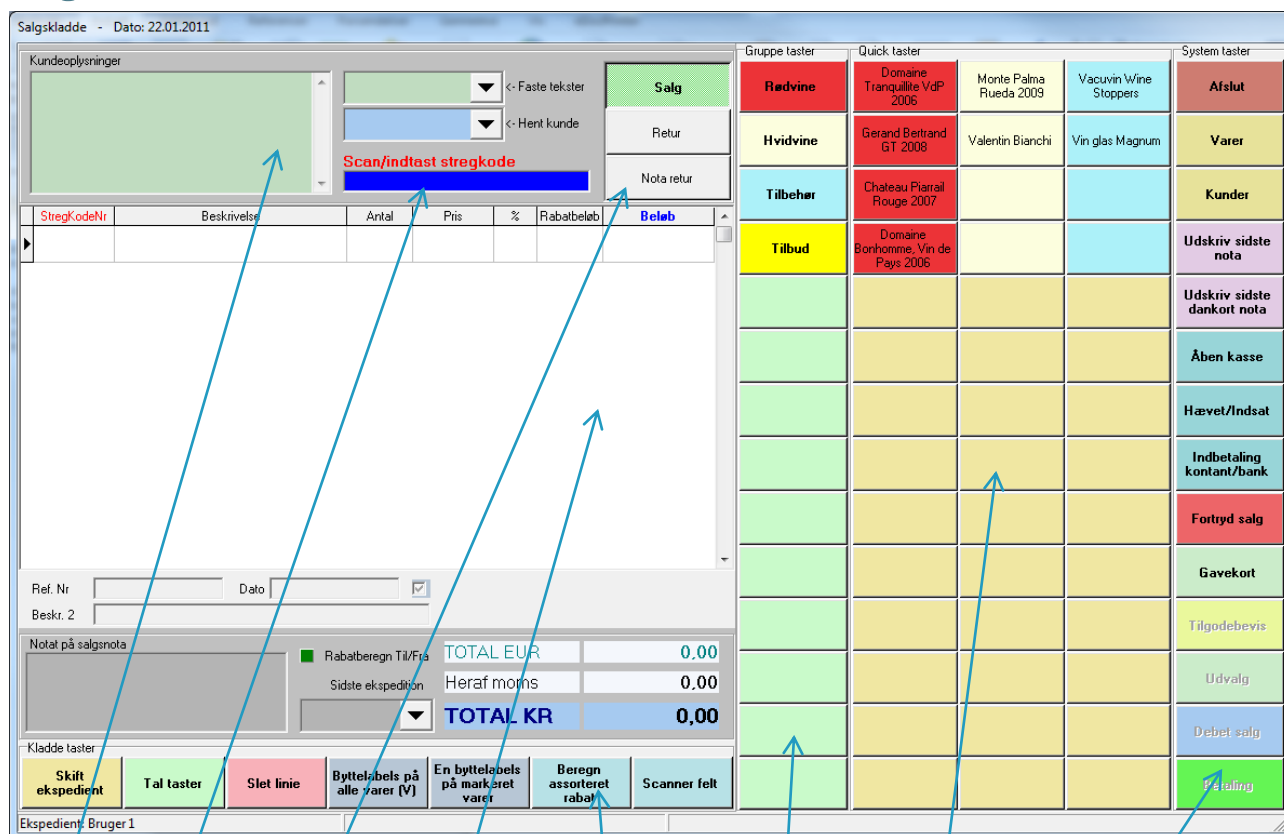 Salgskladde - Dato: 22.01.2011
Kundeoplysninger
<- Faste tekster
<- Hent kunde
Scan/indtast stregkode
Salg
Retur
Nota retur
StregKodeNr Beskrivelse Antal Pris % Rabatbeløb Beløb
Ref. Nr Dato
Beskr. 2
Notat på salgsnota
Rabatberegn Til/Fra
Sidste ekspedition
TOTAL EUR 0,00
Heraf moms 0,00
TOTAL KR 0,00
Kladde taster
Skift
ekspedient
Tal taster
Slet linie
Byttelabels på
alle varer (V)
En byttelabels
på markeret
varer
Beregn
assorteret
rabat
Scanner felt
Ekspedient: Bruger 1
Gruppe taster
Rødvine
Hvidvine
Tilbehør
Tilbud
Quick taster
Domaine
Tranquilite VdP
2006
Monte Palma
Rueda 2009
Vacuvin Wine
Stoppers
Gerand Bertrand
GT 2008
Valentin Bianchi
Vin glas Magnum
Chateau Piarrail
Rouge 2007
Domaine
Bonhomme, Vin de
Pays 2006
System taster
Afslut
Varer
Kunder
Udskriv sidste
nota
Udskriv sidste
dankort nota
Åben kasse
Hævet/Indsat
Indbetaling
kontant/bank
Fortryd salg
Gavekort
Tilgodebevis
Udvalg
Debet salg
Betaling